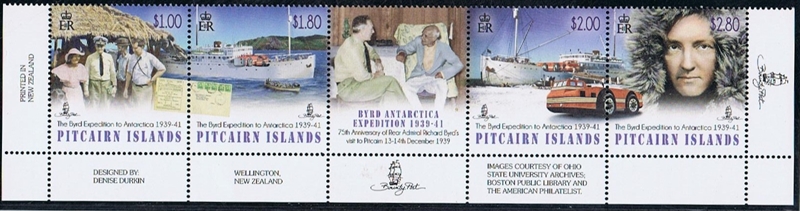 PRINTED IN
NEW ZEALAND
$1.00
ER
The Byrd Expedition to Antarctica 1939-41
PITCAIRN ISLANDS
$1.80
ER
The Byrd Expedition to Antarctica 1939-41
PITCAIRN ISLANDS
BYRD ANTARCTICA
EXPEDITION 1939-41
75th Anniversary of Rear Admiral Richard Byrd's
visit to Pitcairn 13-14th December 1939
$2.00
ER
The Byrd Expedition to Antarctica 1939-41
PITCAIRN ISLANDS
$2.80
ER
The Byrd Expedition to Antarctica 1939-41
PITCAIRN ISLANDS
Bounty Post
DESIGNED BY:
DENISE DURKIN
WELLINGTON,
NEW ZEALAND
Bounty Post
IMAGES COURTESY OF OHIO
STATE UNIVERSITY ARCHIVES;
BOSTON PUBLIC LIBRARY AND
THE AMERICAN PHILATELIST.